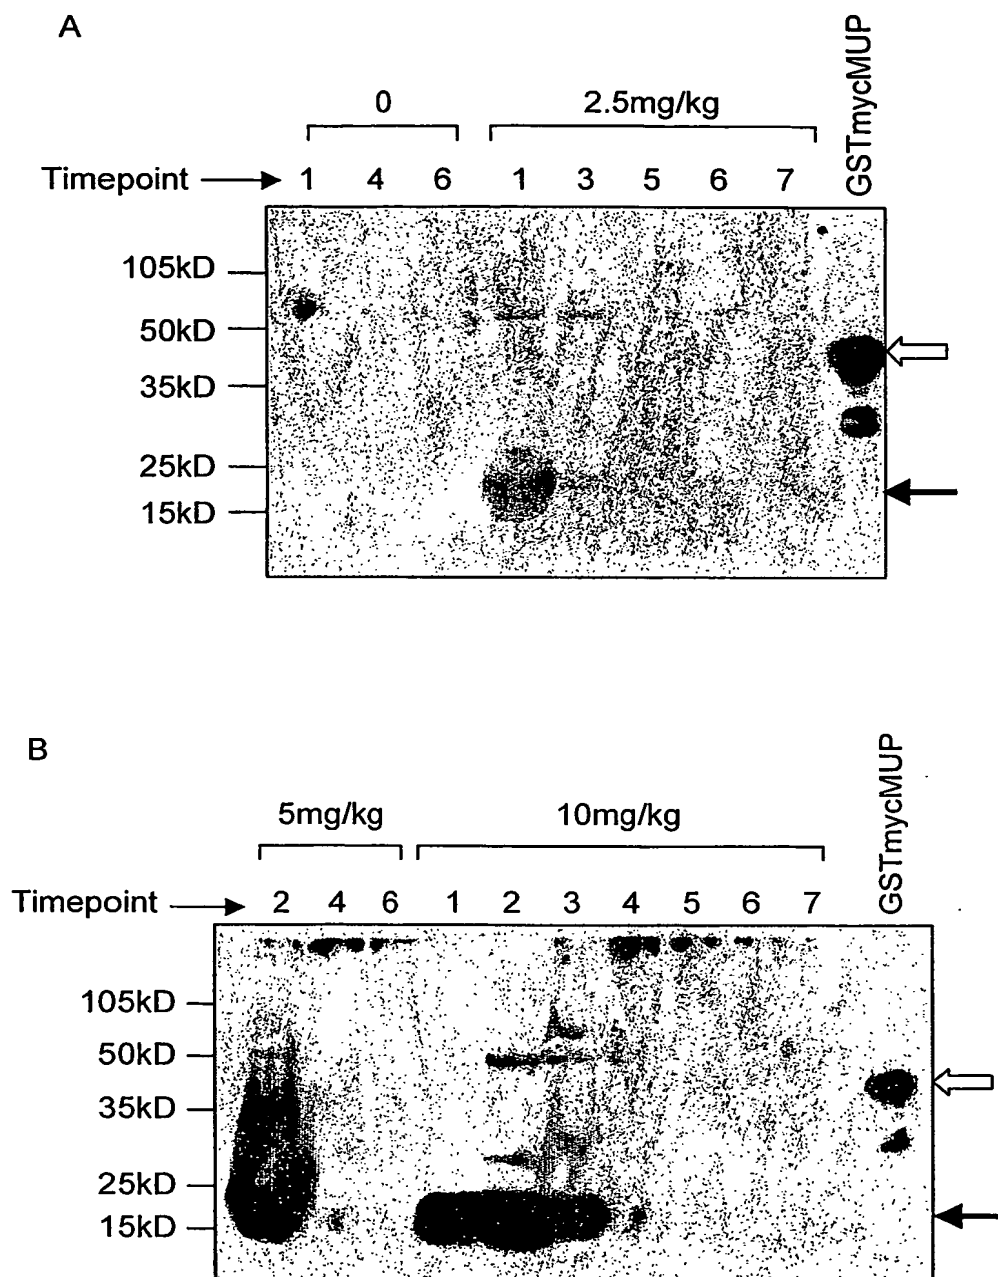 A
0 2.5mg/kg GSTmycMUP
Timepoint 1 4 6 1 3 5 6 7
105kD
50kD
35kD
25kD
15kD
B
5mg/kg 10mg/kg GSTmycMUP
Timepoint 2 4 6 1 2 3 4 5 6 7
105kD
50kD
35kD
25kD
15kD